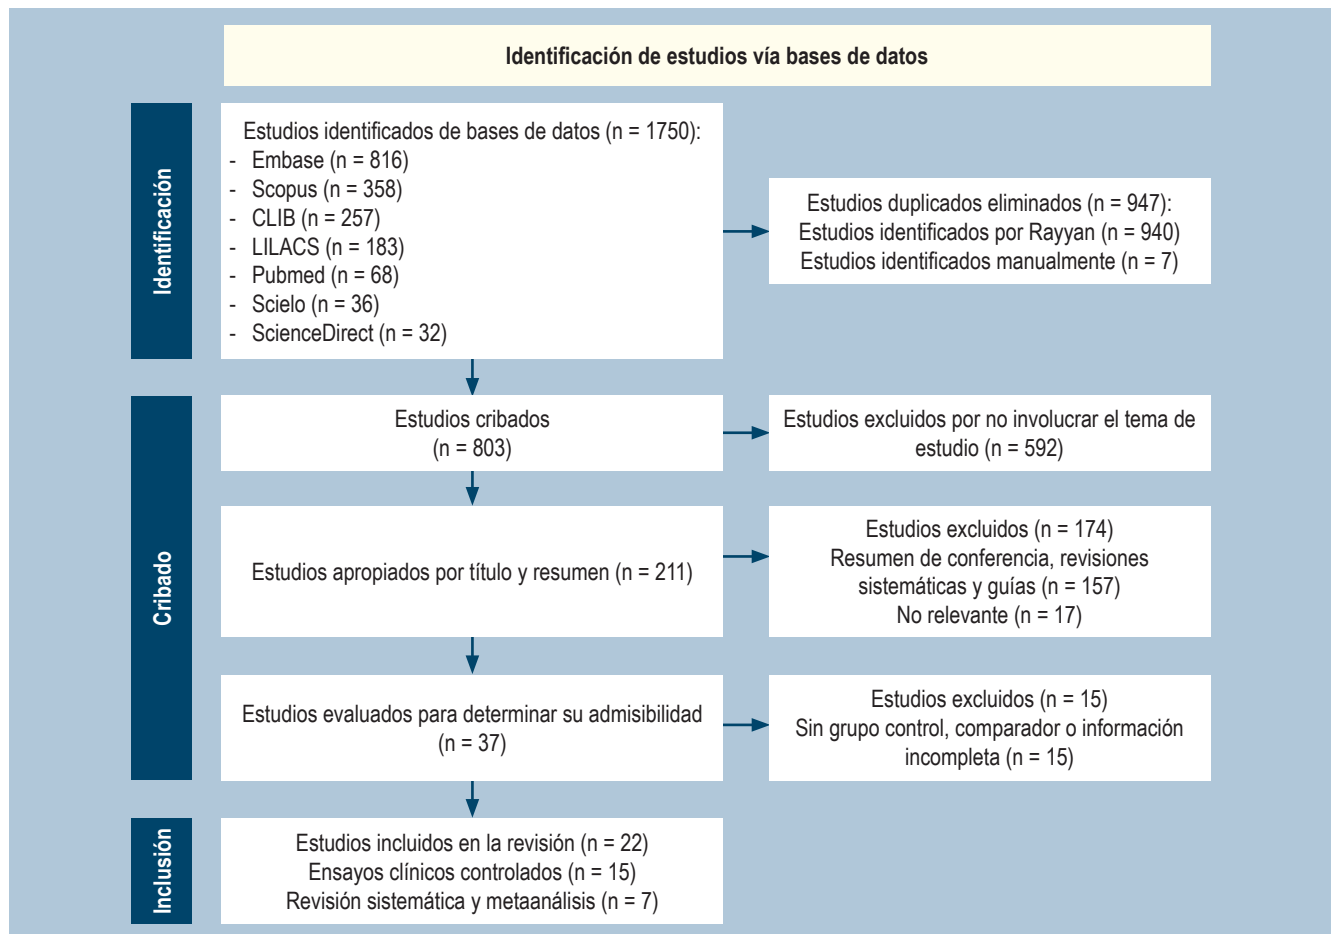 Identificación de estudios vía bases de datos
Identificación
Estudios identificados de bases de datos (n = 1750):
- Embase (n = 816)
- Scopus (n = 358)
- CLIB (n = 257)
- LILACS (n = 183)
- Pubmed (n = 68)
- Scielo (n = 36)
- ScienceDirect (n = 32)
Estudios duplicados eliminados (n = 947):
Estudios identificados por Rayyan (n = 940)
Estudios identificados manualmente (n = 7)
Cribado
Estudios cribados
(n = 803)
Estudios excluidos por no involucrar el tema de
estudio (n = 592)
Estudios apropiados por título y resumen (n = 211)
Estudios excluidos (n = 174)
Resumen de conferencia, revisiones
sistemáticas y guías (n = 157)
No relevante (n = 17)
Estudios evaluados para determinar su admisibilidad
(n = 37)
Estudios excluidos (n = 15)
Sin grupo control, comparador o información
incompleta (n = 15)
Inclusión
Estudios incluidos en la revisión (n = 22)
Ensayos clínicos controlados (n = 15)
Revisión sistemática y metaanálisis (n = 7)